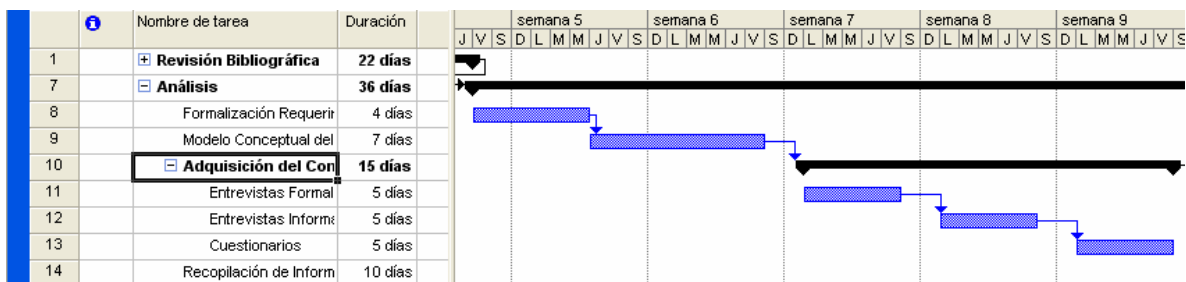 Nombre de tarea Duración semana 5 semana 6 semana 7 semana 8 semana 9
J V S D L M M J V S D L M M J V S D L M M J V S D L M M J V S D L M M J V S
1 Revisión Bibliográfica 22 días
7 Análisis 36 días
8 Formalización Requerir 4 días
9 Modelo Conceptual del 7 días
10 Adquisición del Con 15 días
11 Entrevistas Formal 5 días
12 Entrevistas Informa 5 días
13 Cuestionarios 5 días
14 Recopilación de Inform 10 días